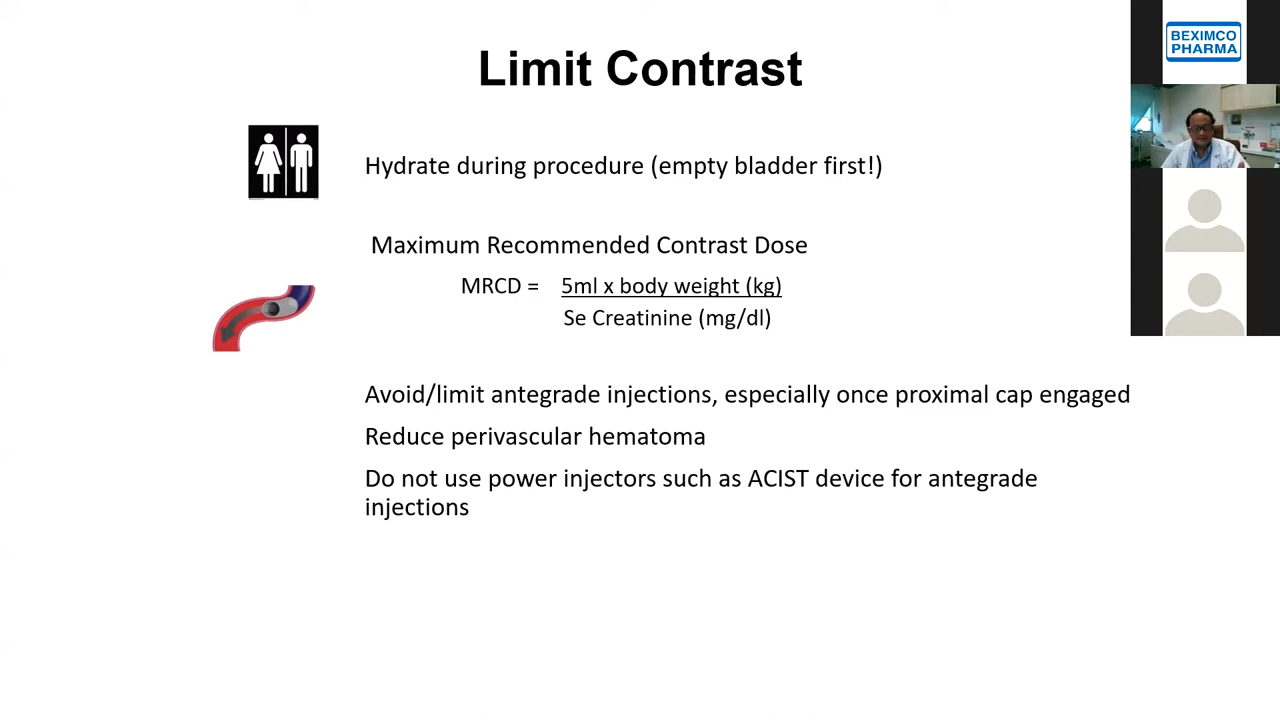 Limit Contrast
Hydrate during procedure (empty bladder first!)
Maximum Recommended Contrast Dose
MRCD = 5ml x body weight (kg)
Se Creatinine (mg/dl)
Avoid/limit antegrade injections, especially once proximal cap engaged
Reduce perivascular hematoma
Do not use power injectors such as ACIST device for antegrade
injections
BEXIMCO
PHARMA